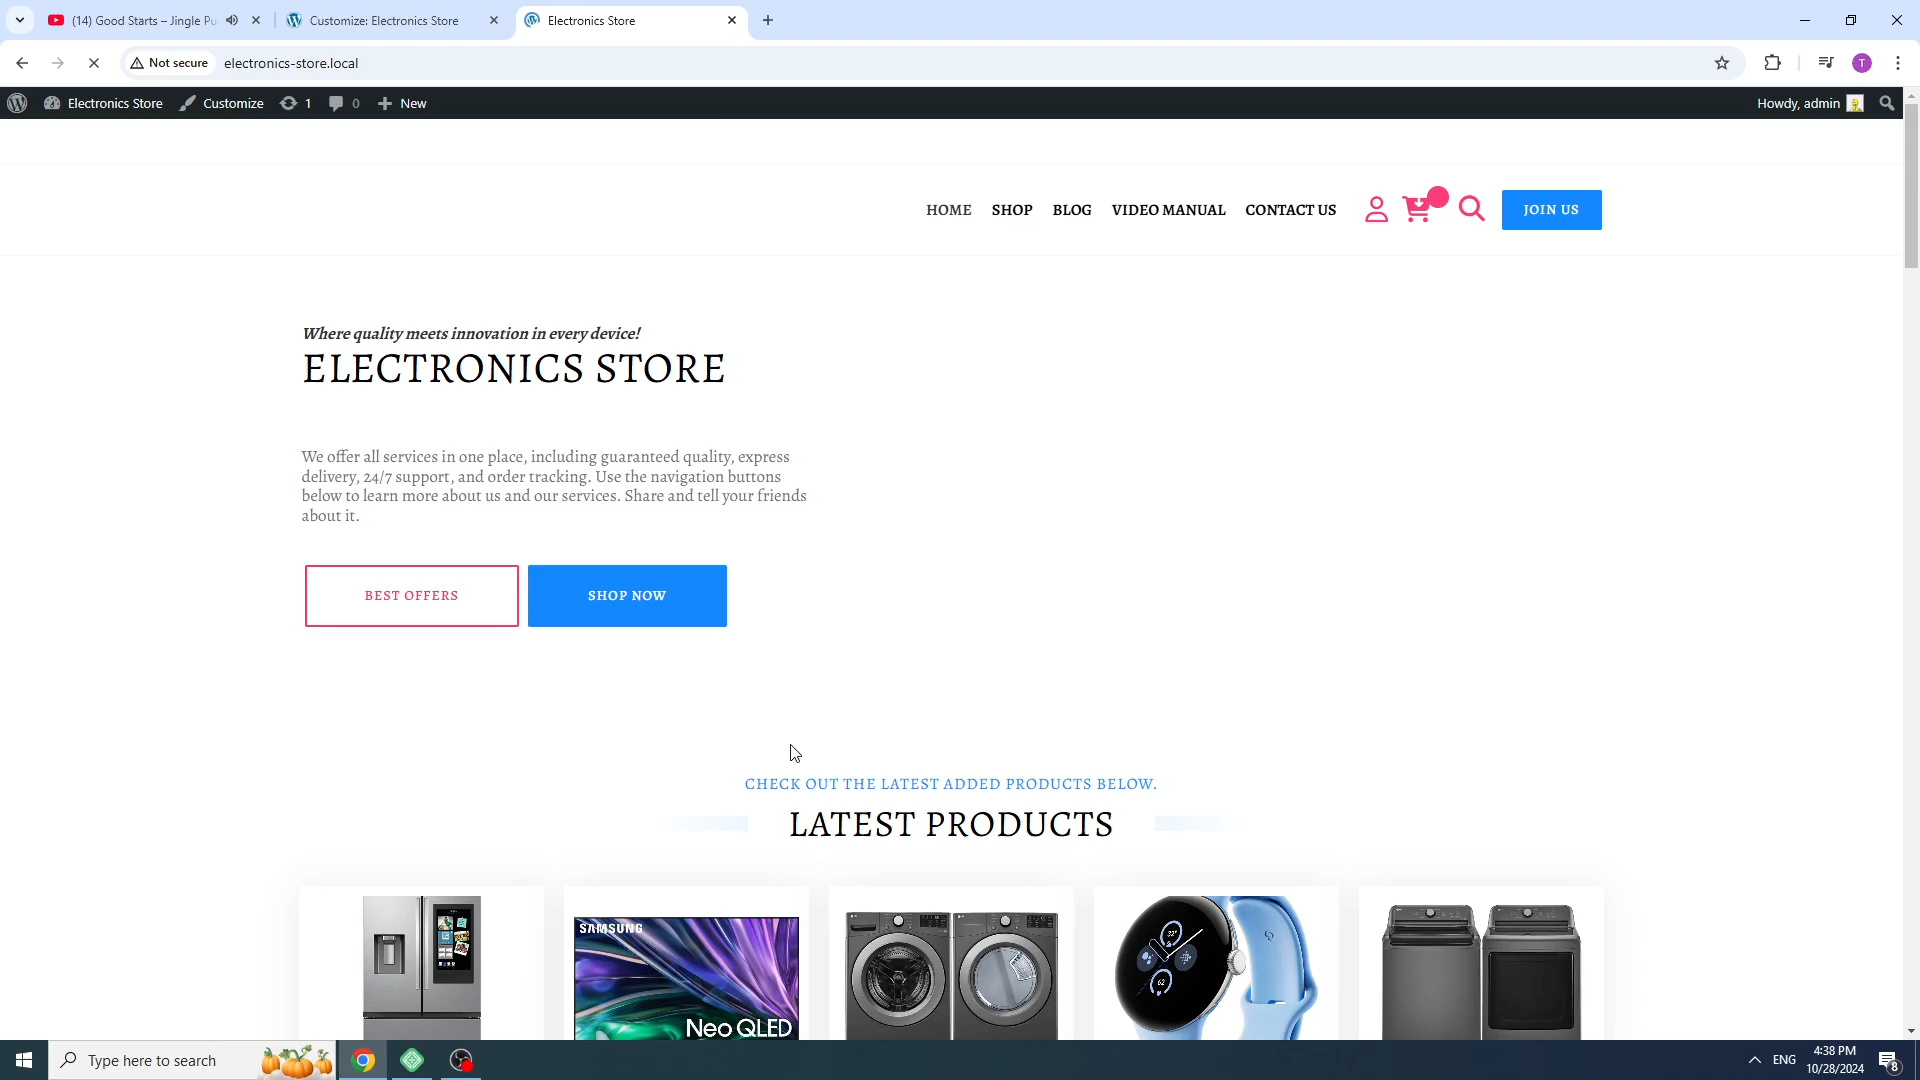 (14) Good Starts – Jingle Pu
Customize: Electronics Store
Electronics Store
Not secure
electronics-store.local
T
Electronics Store
Customize
1
0
New
Howdy, admin
HOME
SHOP
BLOG
VIDEO MANUAL
CONTACT US
JOIN US
Where quality meets innovation in every device!
ELECTRONICS STORE
We offer all services in one place, including guaranteed quality, express
delivery, 24/7 support, and order tracking. Use the navigation buttons
below to learn more about us and our services. Share and tell your friends
about it.
BEST OFFERS
SHOP NOW
CHECK OUT THE LATEST ADDED PRODUCTS BELOW.
LATEST PRODUCTS
SAMSUNG
Neo QLED
Type here to search
ENG
4:38 PM
10/28/2024
8